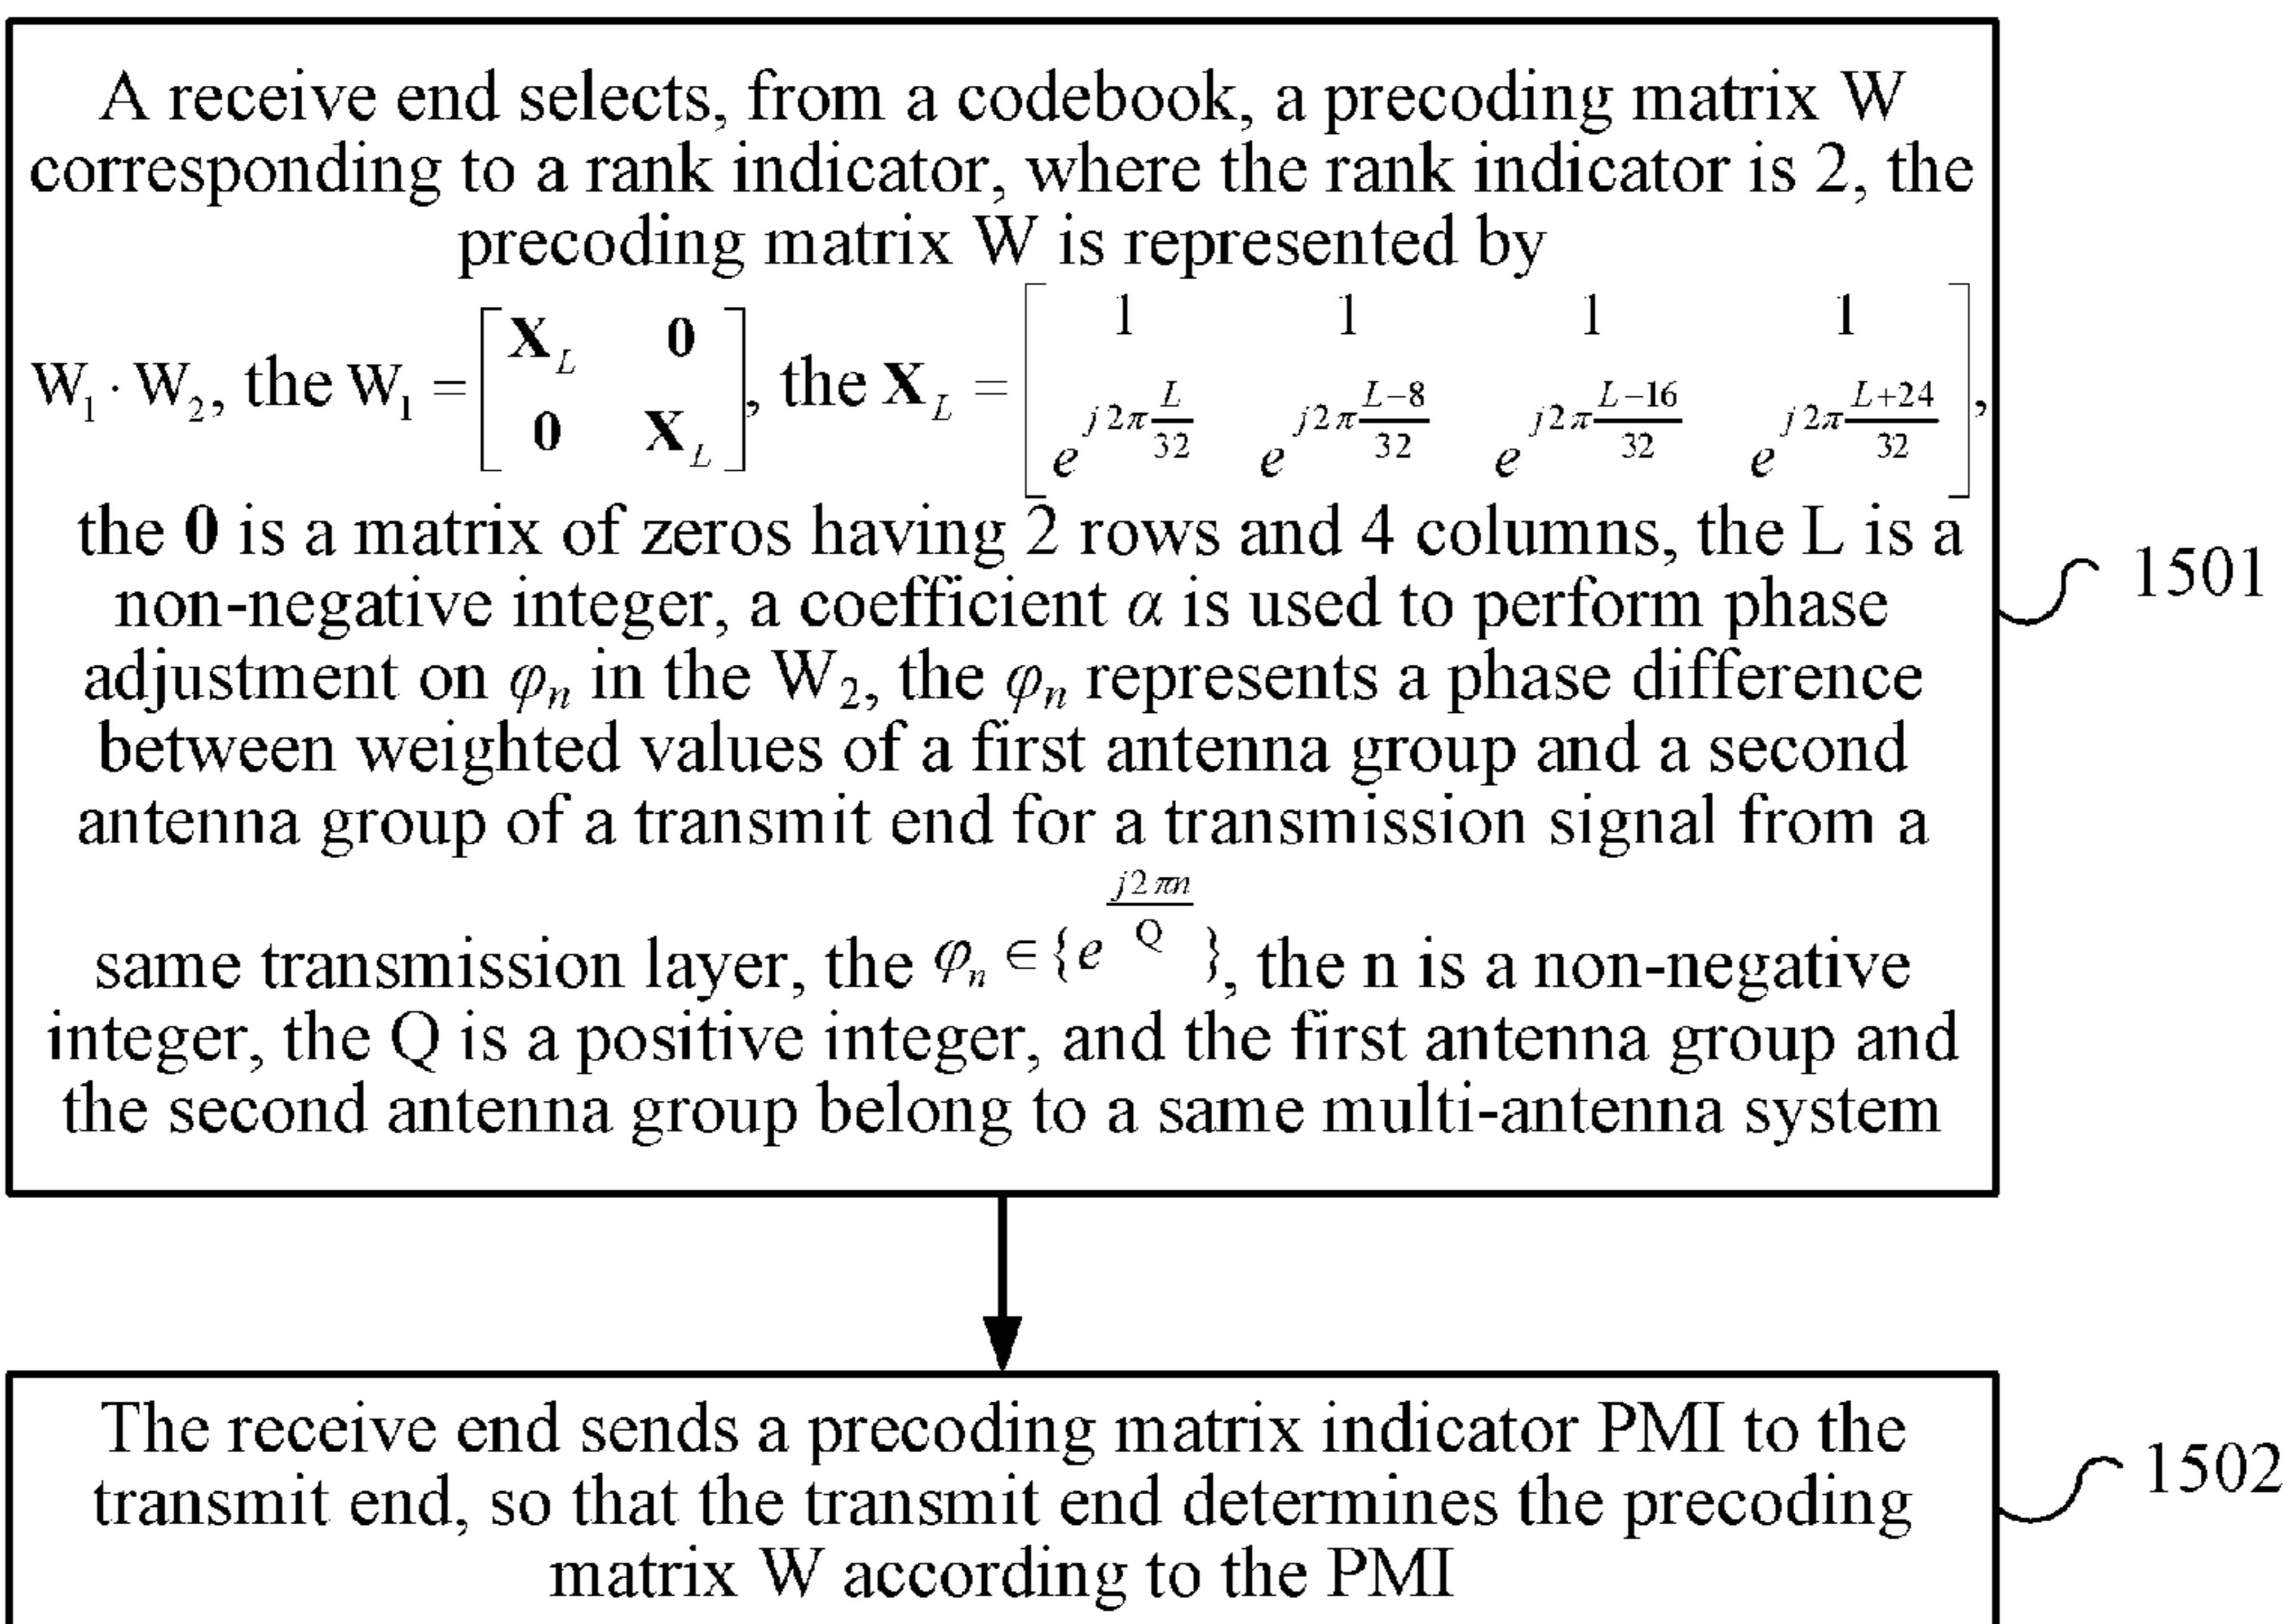 A receive end selects, from a codebook, a precoding matrix W
corresponding to a rank indicator, where the rank indicator is 2, the
precoding matrix W is represented by
W₁·W₂, the W₁ = [X_L 0; 0 X_L], the X_L = [1 1 1 1; e^{j2π\frac{L}{32}} e^{j2π\frac{L−8}{32}} e^{j2π\frac{L−16}{32}} e^{j2π\frac{L+24}{32}}],
the 0 is a matrix of zeros having 2 rows and 4 columns, the L is a
non-negative integer, a coefficient α is used to perform phase
1501
adjustment on φₙ in the W₂, the φₙ represents a phase difference
between weighted values of a first antenna group and a second
antenna group of a transmit end for a transmission signal from a
same transmission layer, the φₙ ∈ {e^{\frac{j2πn}{Q}}}, the n is a non-negative
integer, the Q is a positive integer, and the first antenna group and
the second antenna group belong to a same multi-antenna system
The receive end sends a precoding matrix indicator PMI to the
1502
transmit end, so that the transmit end determines the precoding
matrix W according to the PMI